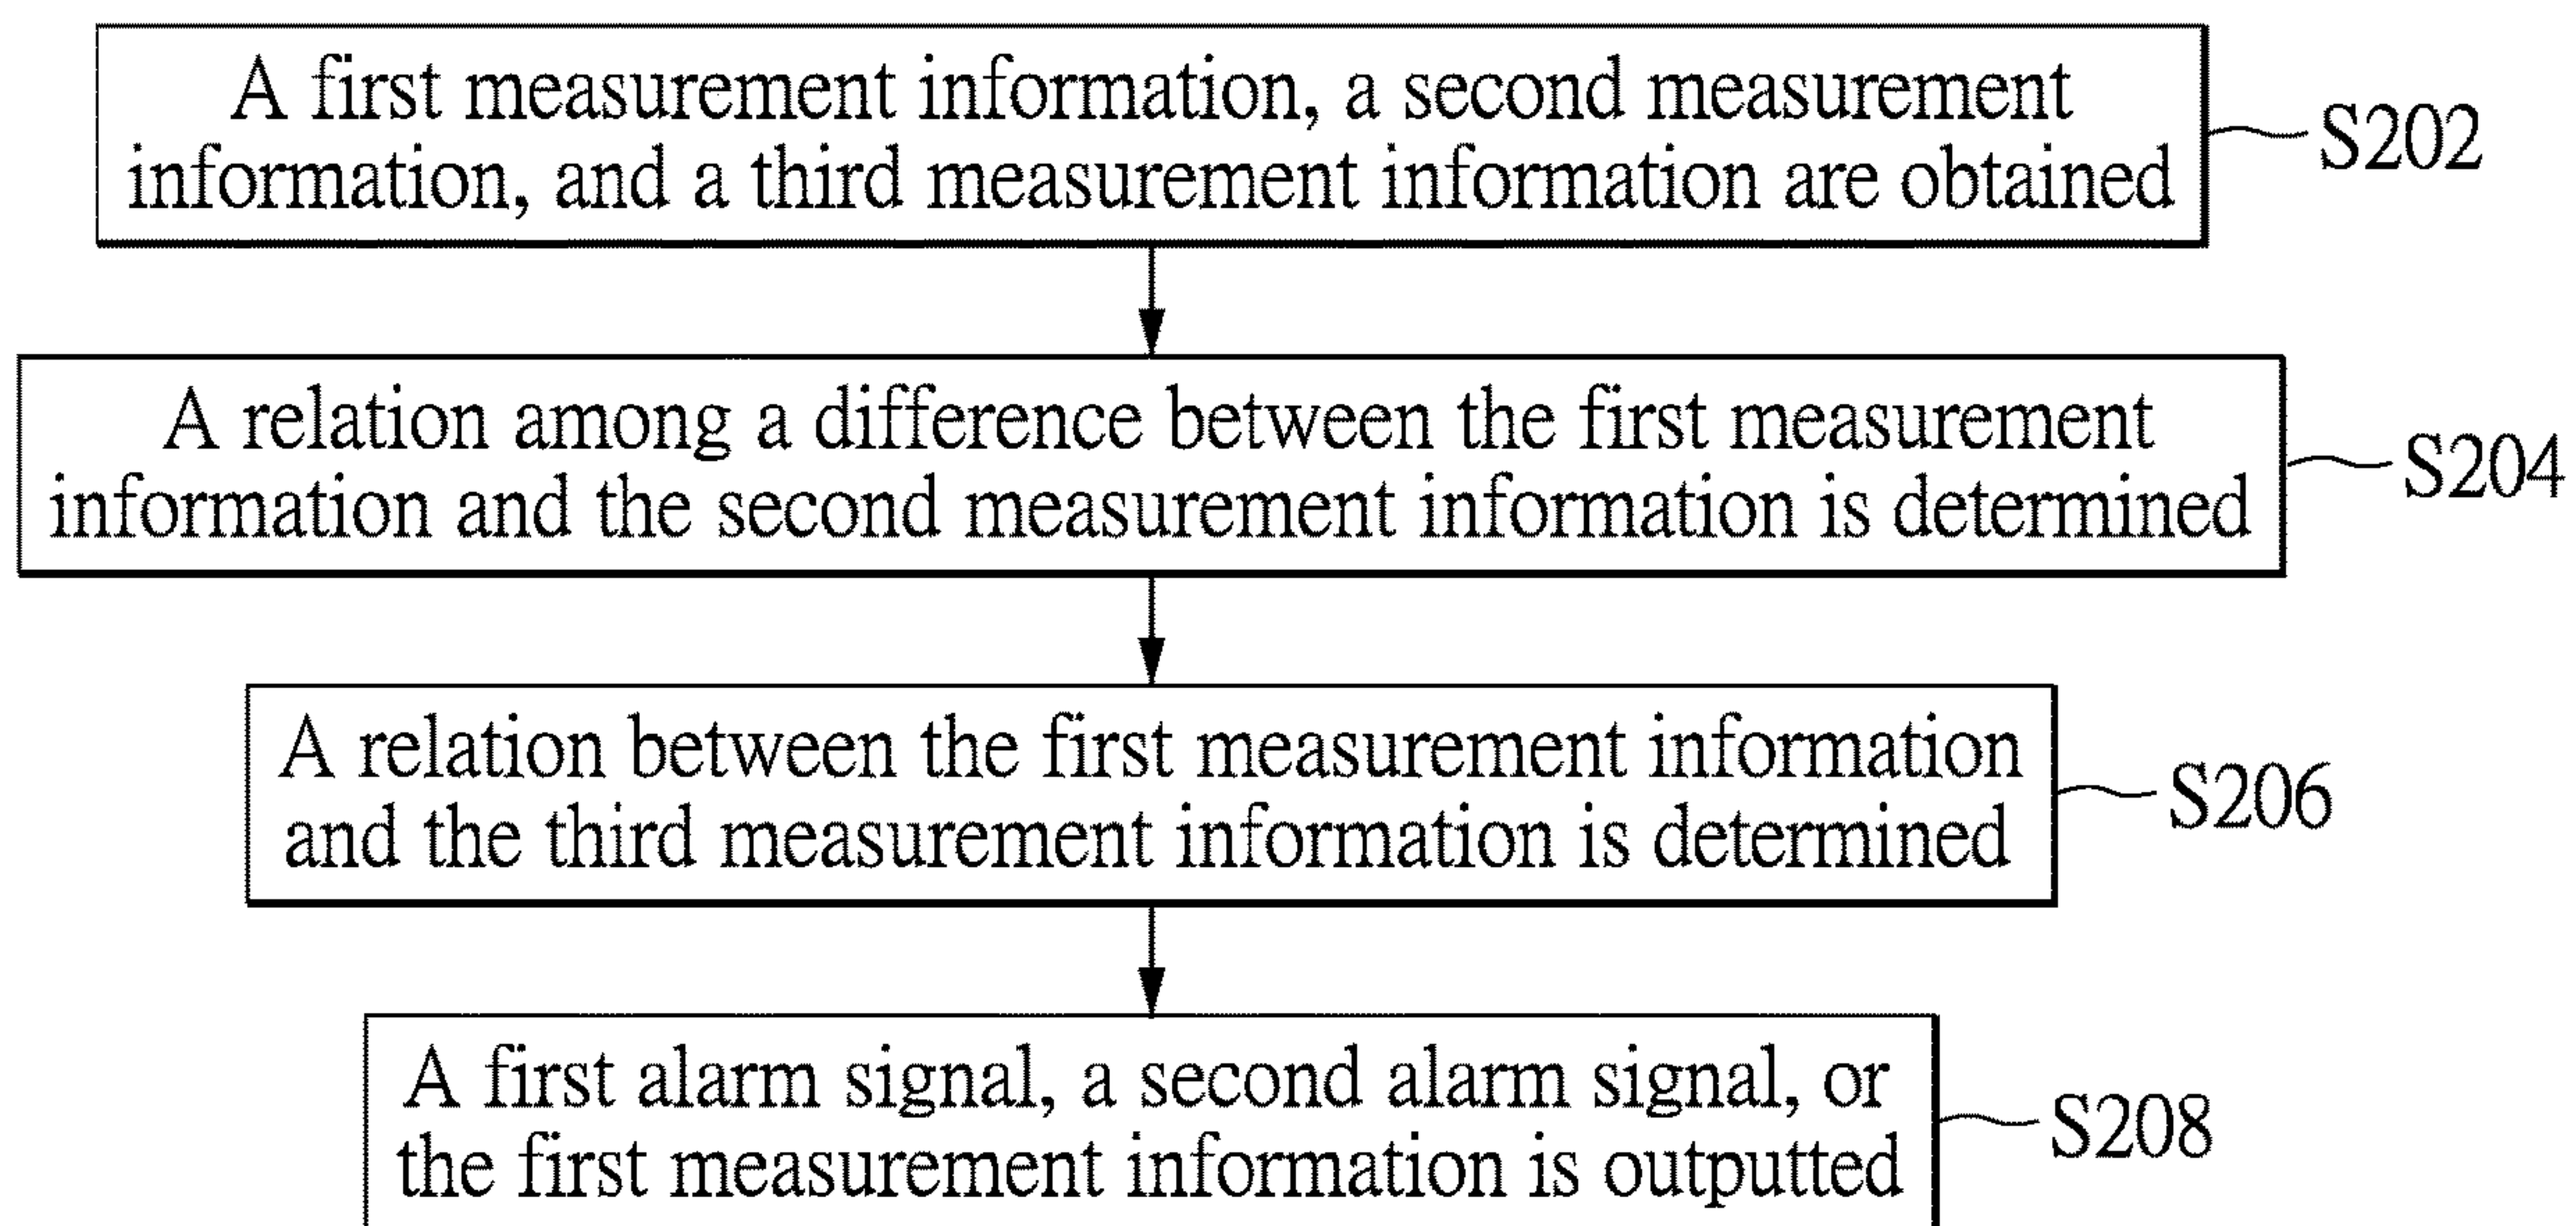 A first measurement information, a second measurement
information, and a third measurement information are obtained
S202
A relation among a difference between the first measurement
information and the second measurement information is determined
S204
A relation between the first measurement information
and the third measurement information is determined
S206
A first alarm signal, a second alarm signal, or
the first measurement information is outputted
S208